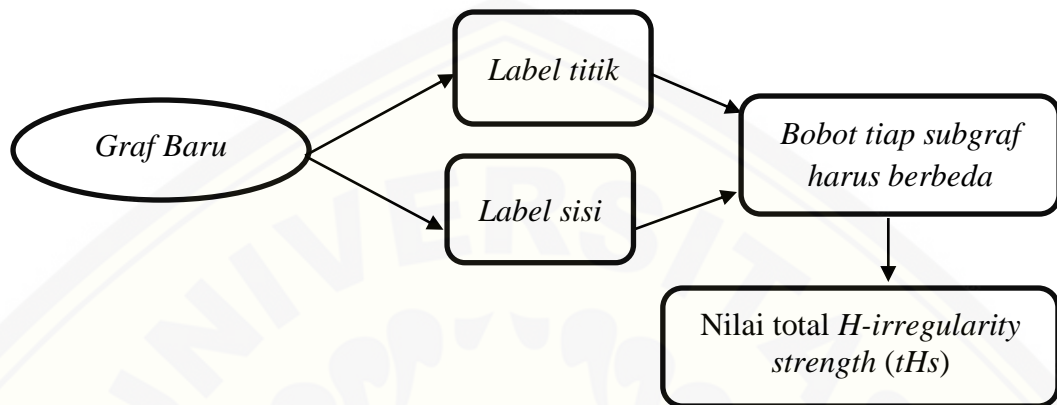 Label titik
Graf Baru
Bobot tiap subgraf
harus berbeda
Label sisi
Nilai total H-irregularity
strength (tHs)